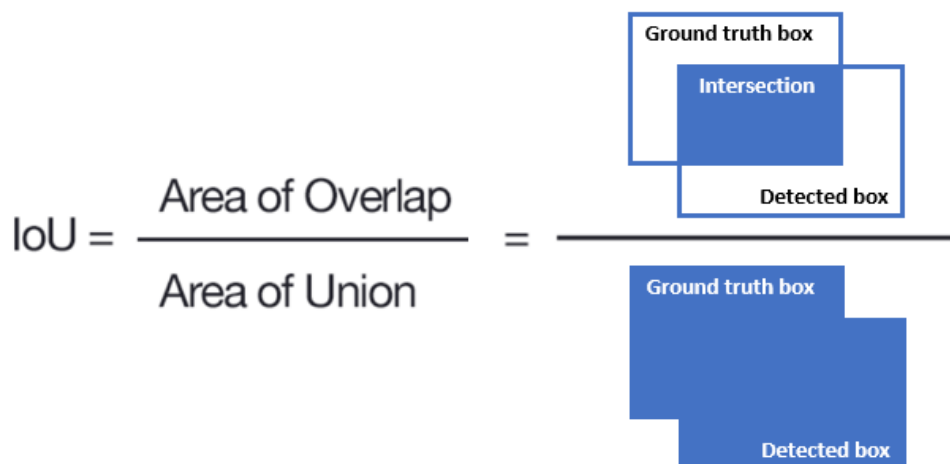 IoU =
Area of Overlap
Area of Union
=
Ground truth box
Intersection
Detected box
Ground truth box
Detected box